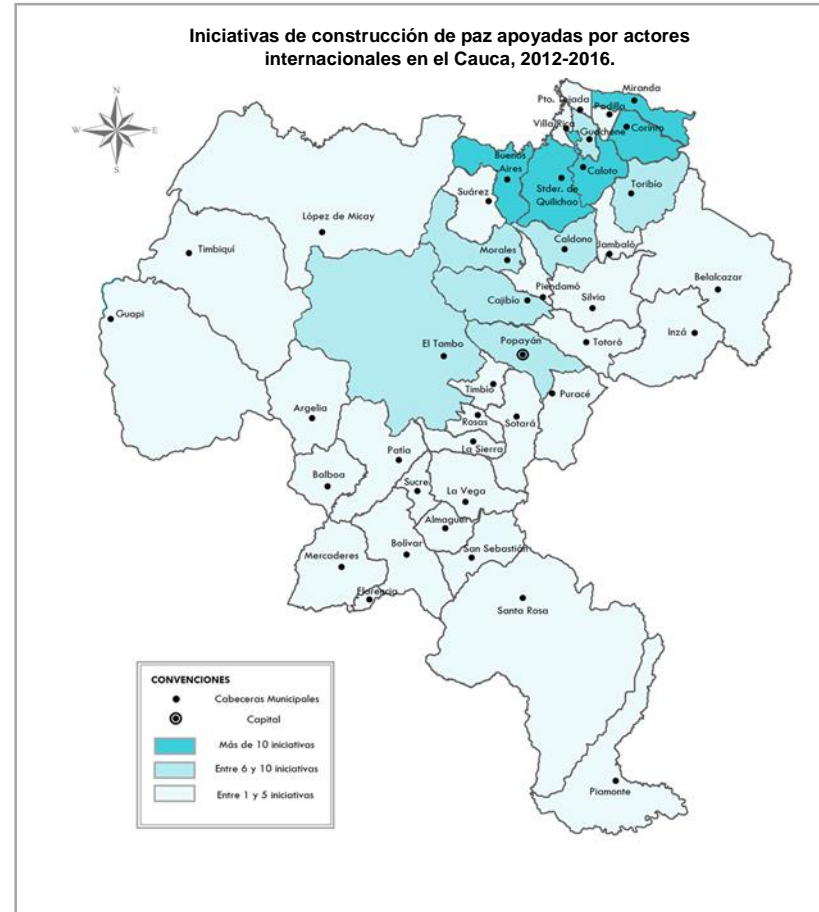 Iniciativas de construcción de paz apoyadas por actores
internacionales en el Cauca, 2012-2016.
N
W
E
S
Miranda
Pto. Tejada
Padilla
Villa Rica
Guachené
Corinto
Buenos
Aires
Caloto
Stder. de
Quilichao
Toribío
Suárez
López de Micay
Timbiquí
Morales
Caldono
Jambaló
Belalcazar
Piendamó
Cajibío
Silvia
Guapi
Inzá
El Tambo
Popayán
Totoró
Timbío
Puracé
Argelia
Rosas
Sotará
La Sierra
Patía
Balboa
Sucre
La Vega
Almaguer
Bolívar
San Sebastián
Mercaderes
Florencia
Santa Rosa
CONVENCIONES
Cabeceras Municipales
Capital
Más de 10 iniciativas
Entre 6 y 10 iniciativas
Entre 1 y 5 iniciativas
Piamonte